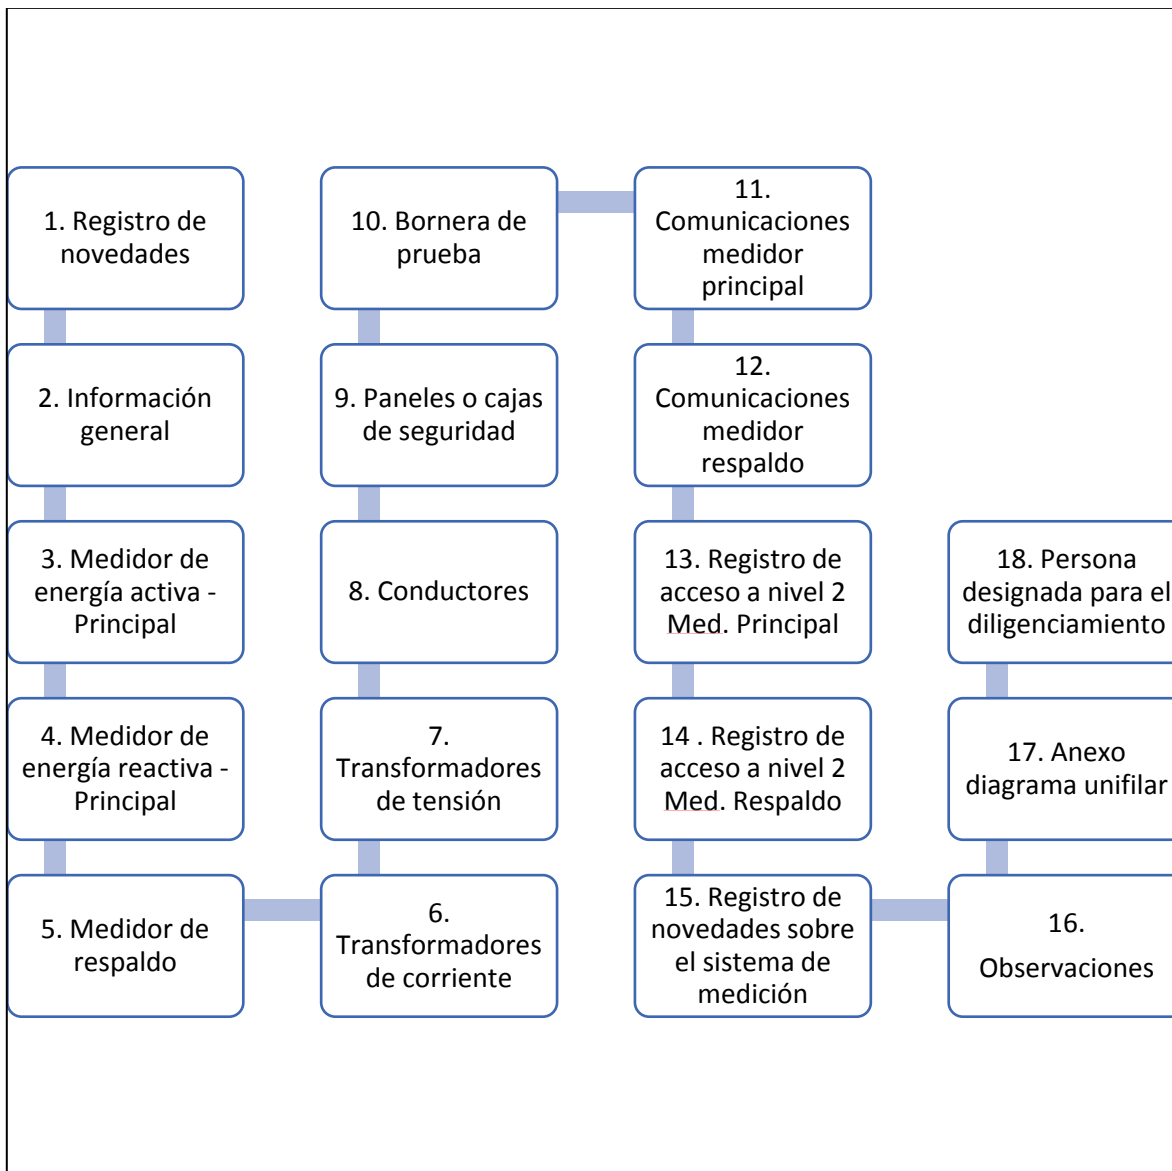 1. Registro de
novedades
2. Información
general
3. Medidor de
energía activa -
Principal
4. Medidor de
energía reactiva -
Principal
5. Medidor de
respaldo
6.
Transformadores
de corriente
7.
Transformadores
de tensión
8. Conductores
9. Paneles o cajas
de seguridad
10. Bornera de
prueba
11.
Comunicaciones
medidor
principal
12.
Comunicaciones
medidor
respaldo
13. Registro de
acceso a nivel 2
Med. Principal
14 . Registro de
acceso a nivel 2
Med. Respaldo
15. Registro de
novedades sobre
el sistema de
medición
16.
Observaciones
17. Anexo
diagrama unifilar
18. Persona
designada para el
diligenciamiento